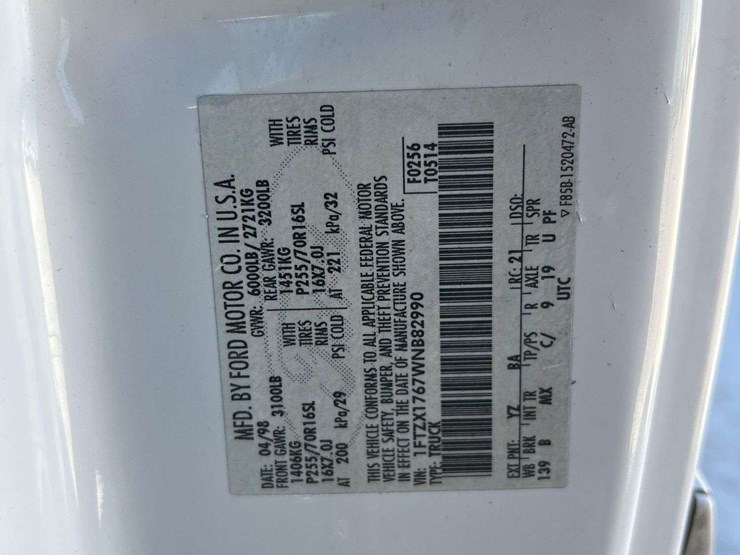 MFD. BY FORD MOTOR CO. IN U.S.A.
DATE: 04/98 GVWR: 6000LB/ 2721KG
FRONT GAWR: 3100LB REAR GAWR: 3200LB
1406KG WITH 1451KG WITH
P255/70R16SL TIRES P255/70R16SL TIRES
16X7.0J RIMS 16X7.0J RIMS
AT 200 kPa/29 PSI COLD AT 221 kPa/32 PSI COLD
THIS VEHICLE CONFORMS TO ALL APPLICABLE FEDERAL MOTOR
VEHICLE SAFETY, BUMPER, AND THEFT PREVENTION STANDARDS
IN EFFECT ON THE DATE OF MANUFACTURE SHOWN ABOVE.
VIN: 1FTZX1767WNB82990 F0256
TYPE: TRUCK T0514
EXT PNT: YZ BA RC: 21 DSO:
WB BRK INT TR TP/PS R AXLE TR SPR
139 B MX C/ 9 19 U PF
UTC
▽ F85B-1520472-AB